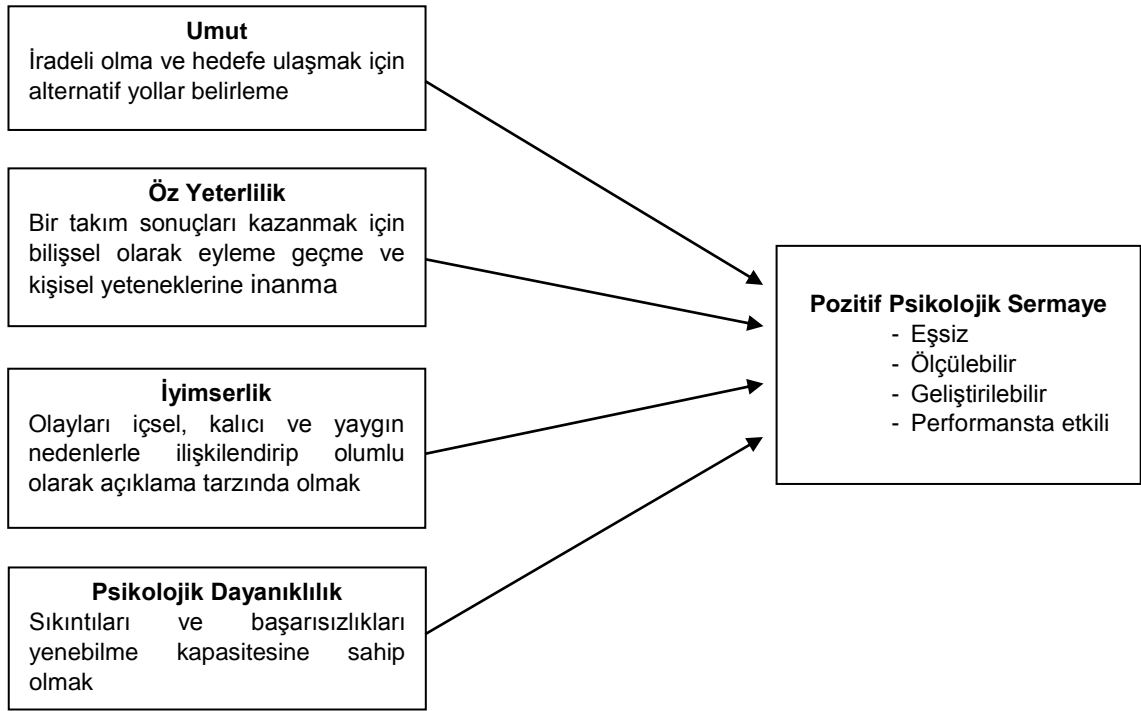 Umut
İradeli olma ve hedefe ulaşmak için
alternatif yollar belirleme
Öz Yeterlilik
Bir takım sonuçları kazanmak için
bilişsel olarak eyleme geçme ve
kişisel yeteneklerine inanma
İyimserlik
Olayları içsel, kalıcı ve yaygın
nedenlerle ilişkilendirip olumlu
olarak açıklama tarzında olmak
Psikolojik Dayanıklılık
Sıkıntıları ve başarısızlıkları
yenebilme kapasitesine sahip
olmak
Pozitif Psikolojik Sermaye
- Eşsiz
- Ölçülebilir
- Geliştirilebilir
- Performansta etkili